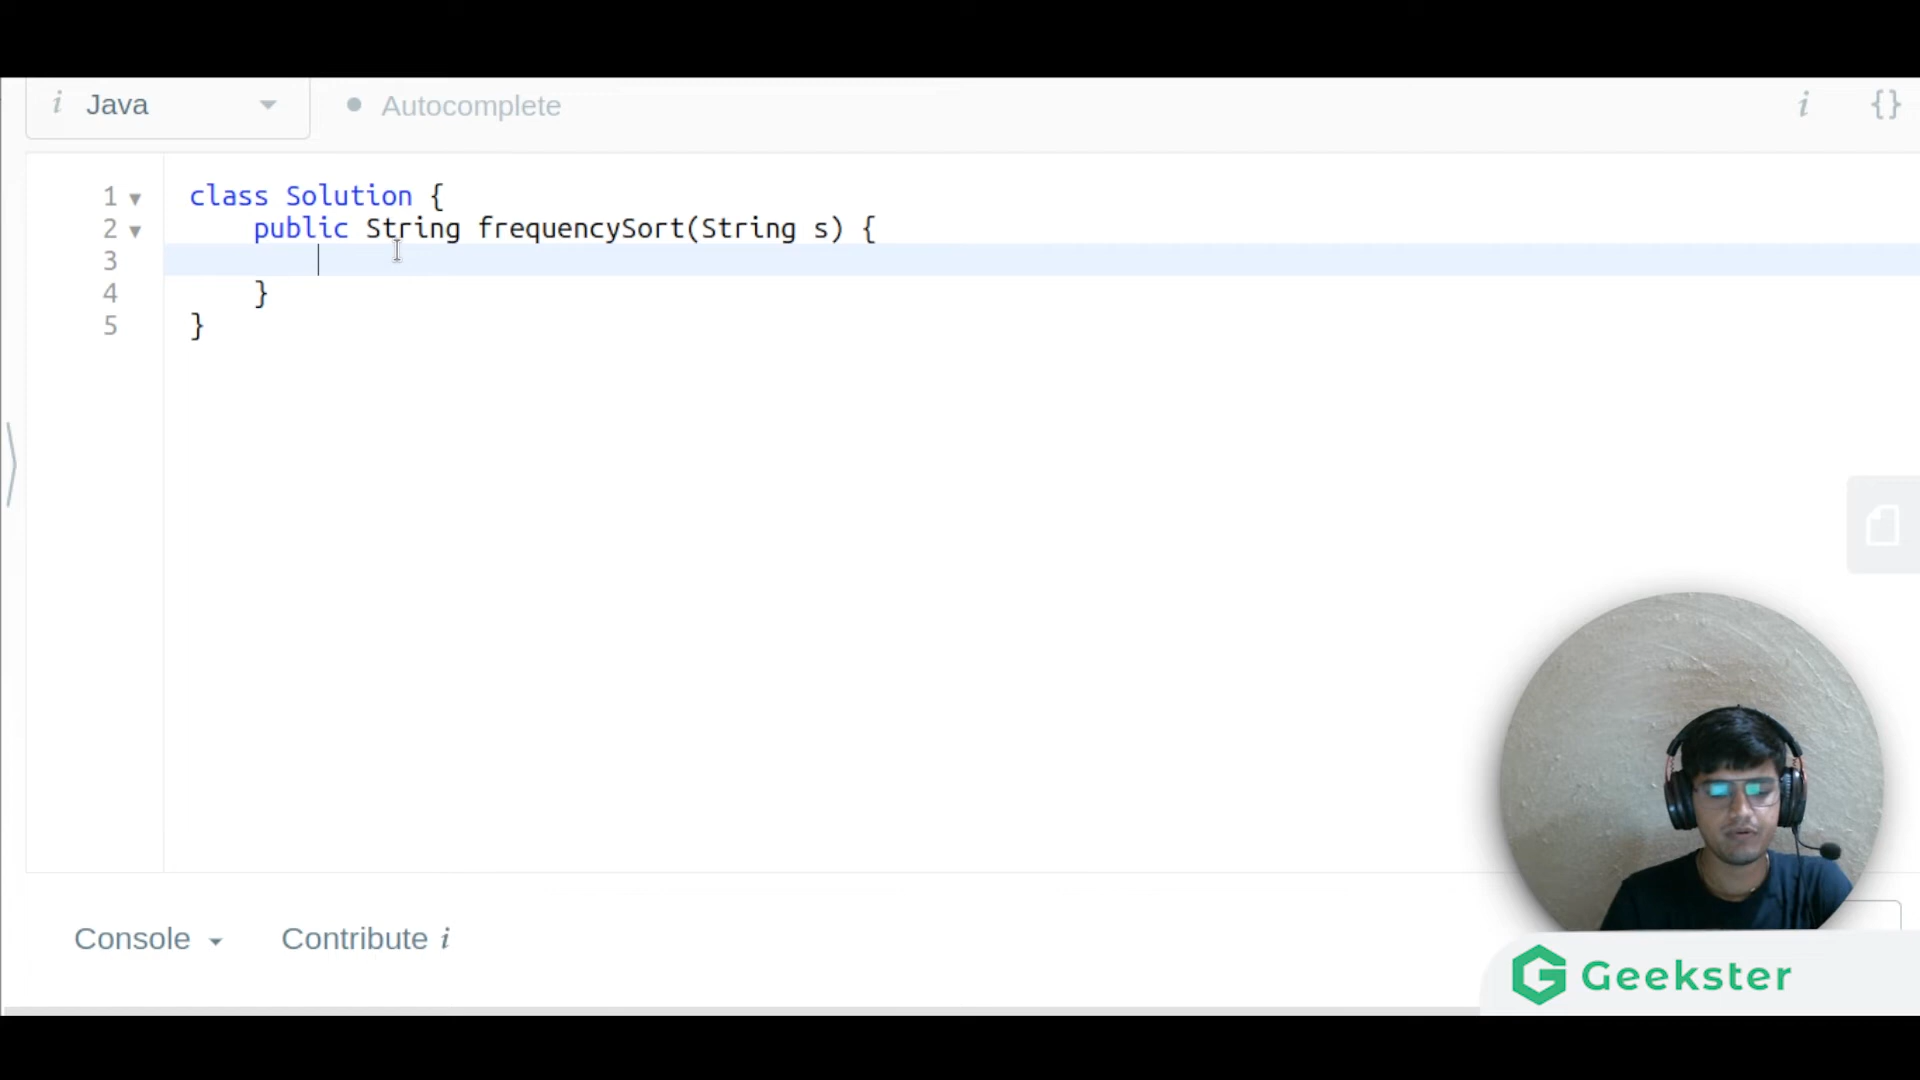 i Java Autocomplete i {}
1 class Solution {
2 public String frequencySort(String s) {
3
4 }
5 }
Console Contribute i
Geekster